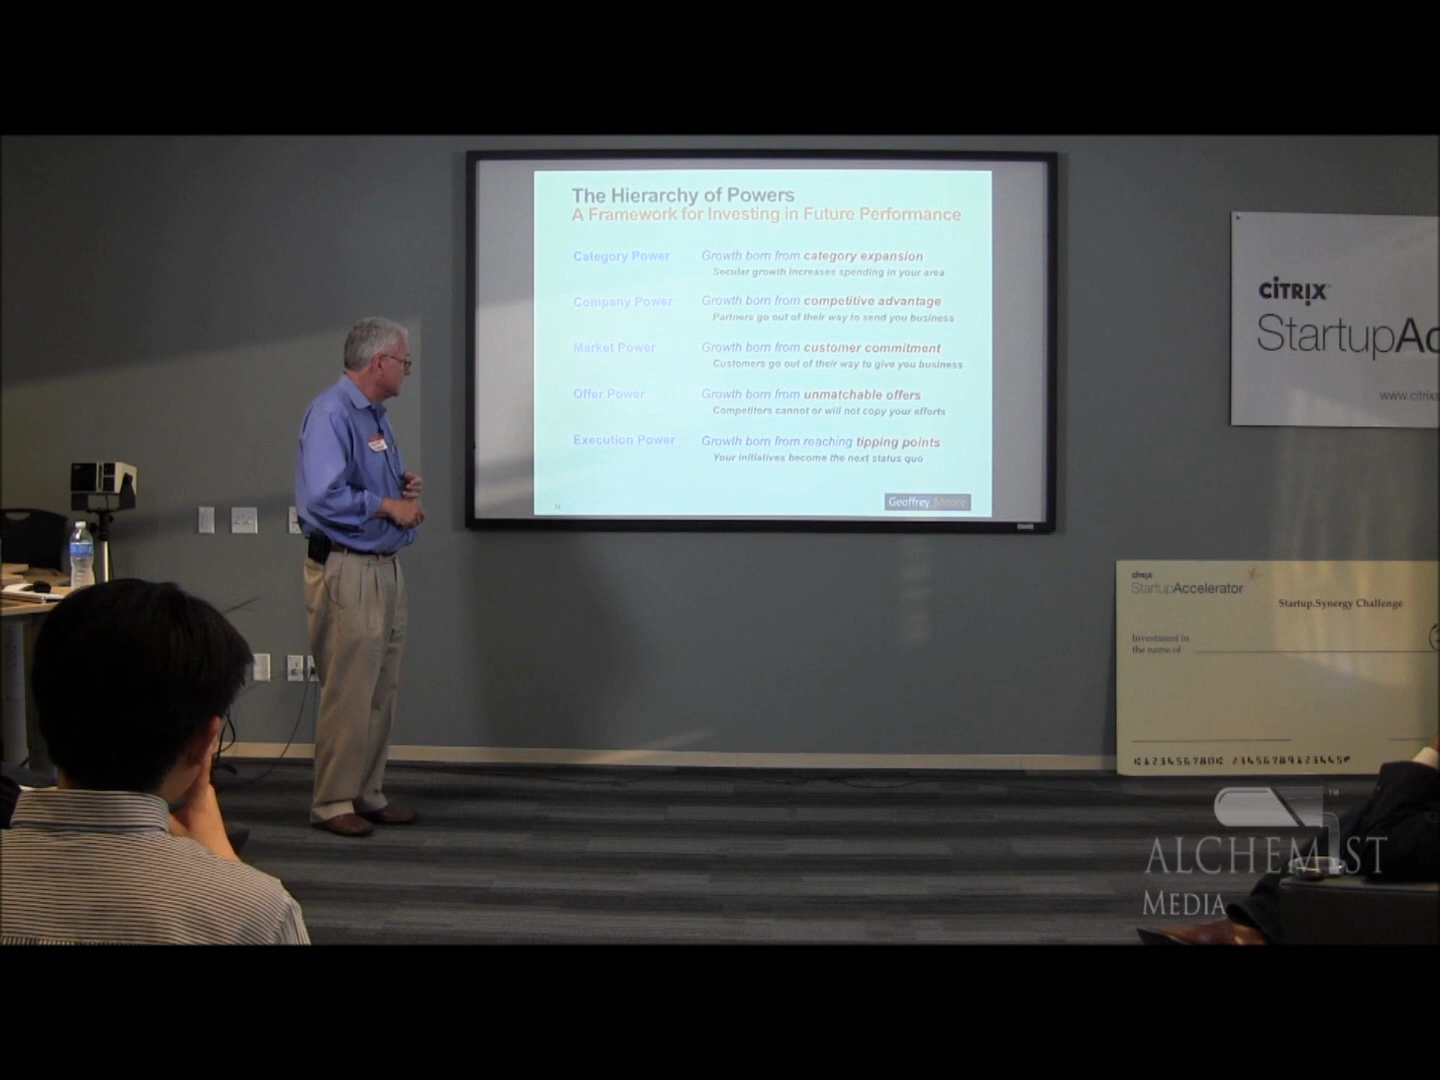 The Hierarchy of Powers
A Framework for Investing in Future Performance
Category Power Growth born from category expansion
Secular growth increases spending in your area
Company Power Growth born from competitive advantage
Partners go out of their way to send you business
Market Power Growth born from customer commitment
Customers go out of their way to give you business
Offer Power Growth born from unmatchable offers
Competitors cannot or will not copy your efforts
Execution Power Growth born from reaching tipping points
Your initiatives become the next status quo
Geoffrey Moore
CITRIX
StartupAc
www.citrix
citrix
StartupAccelerator
Startup.Synergy Challenge
Investment in
the name of
ALCHEMIST™
MEDIA